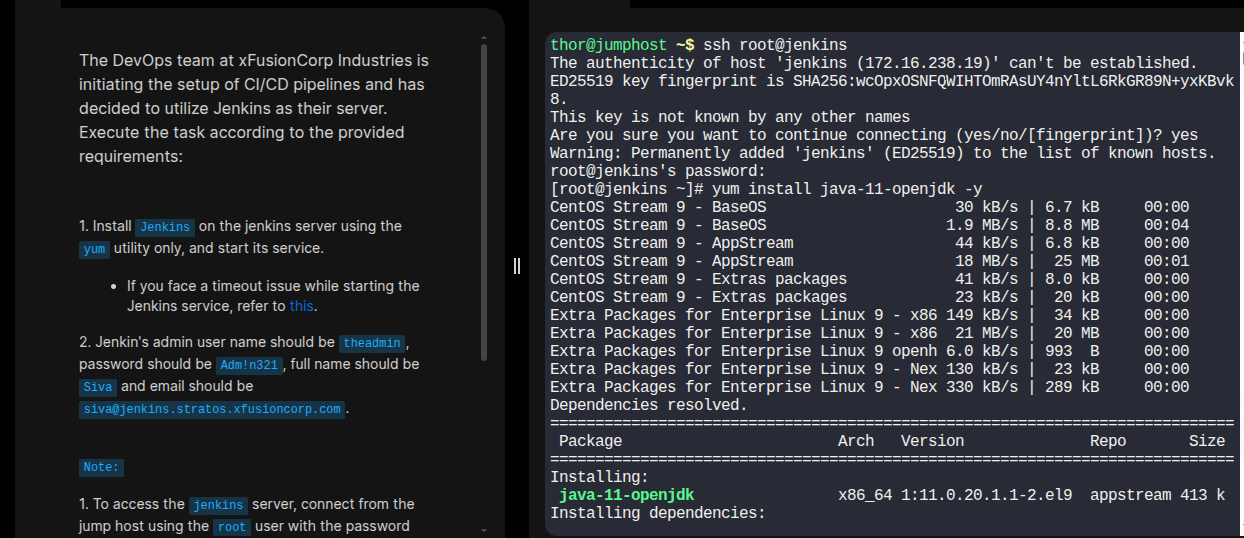 The DevOps team at xFusionCorp Industries is
initiating the setup of CI/CD pipelines and has
decided to utilize Jenkins as their server.
Execute the task according to the provided
requirements:
1. Install Jenkins on the jenkins server using the
yum utility only, and start its service.
• If you face a timeout issue while starting the
Jenkins service, refer to this.
2. Jenkin's admin user name should be theadmin,
password should be Adm!n321, full name should be
Siva and email should be
siva@jenkins.stratos.xfusioncorp.com.
Note:
1. To access the jenkins server, connect from the
jump host using the root user with the password
thor@jumphost ~$ ssh root@jenkins
The authenticity of host 'jenkins (172.16.238.19)' can't be established.
ED25519 key fingerprint is SHA256:wcOpxOSNFQWIHTOmRAsUY4nYltL6RkGR89N+yxKBvk
8.
This key is not known by any other names
Are you sure you want to continue connecting (yes/no/[fingerprint])? yes
Warning: Permanently added 'jenkins' (ED25519) to the list of known hosts.
root@jenkins's password:
[root@jenkins ~]# yum install java-11-openjdk -y
CentOS Stream 9 - BaseOS 30 kB/s | 6.7 kB 00:00
CentOS Stream 9 - BaseOS 1.9 MB/s | 8.8 MB 00:04
CentOS Stream 9 - AppStream 44 kB/s | 6.8 kB 00:00
CentOS Stream 9 - AppStream 18 MB/s | 25 MB 00:01
CentOS Stream 9 - Extras packages 41 kB/s | 8.0 kB 00:00
CentOS Stream 9 - Extras packages 23 kB/s | 20 kB 00:00
Extra Packages for Enterprise Linux 9 - x86 149 kB/s | 34 kB 00:00
Extra Packages for Enterprise Linux 9 - x86 21 MB/s | 20 MB 00:00
Extra Packages for Enterprise Linux 9 openh 6.0 kB/s | 993 B 00:00
Extra Packages for Enterprise Linux 9 - Nex 130 kB/s | 23 kB 00:00
Extra Packages for Enterprise Linux 9 - Nex 330 kB/s | 289 kB 00:00
Dependencies resolved.
============================================================================
Package Arch Version Repo Size
============================================================================
Installing:
java-11-openjdk x86_64 1:11.0.20.1.1-2.el9 appstream 413 k
Installing dependencies: